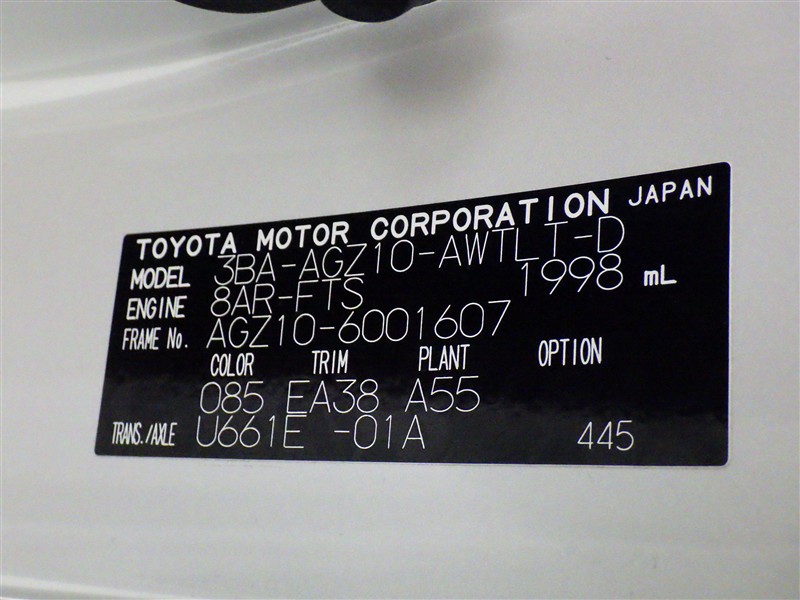 TOYOTA MOTOR CORPORATION JAPAN
MODEL 3BA-AGZ10-AWTLT-D
ENGINE 8AR-FTS 1998 mL
FRAME No. AGZ10-6001607
COLOR TRIM PLANT OPTION
085 EA38 A55
TRANS./AXLE U661E -01A 445